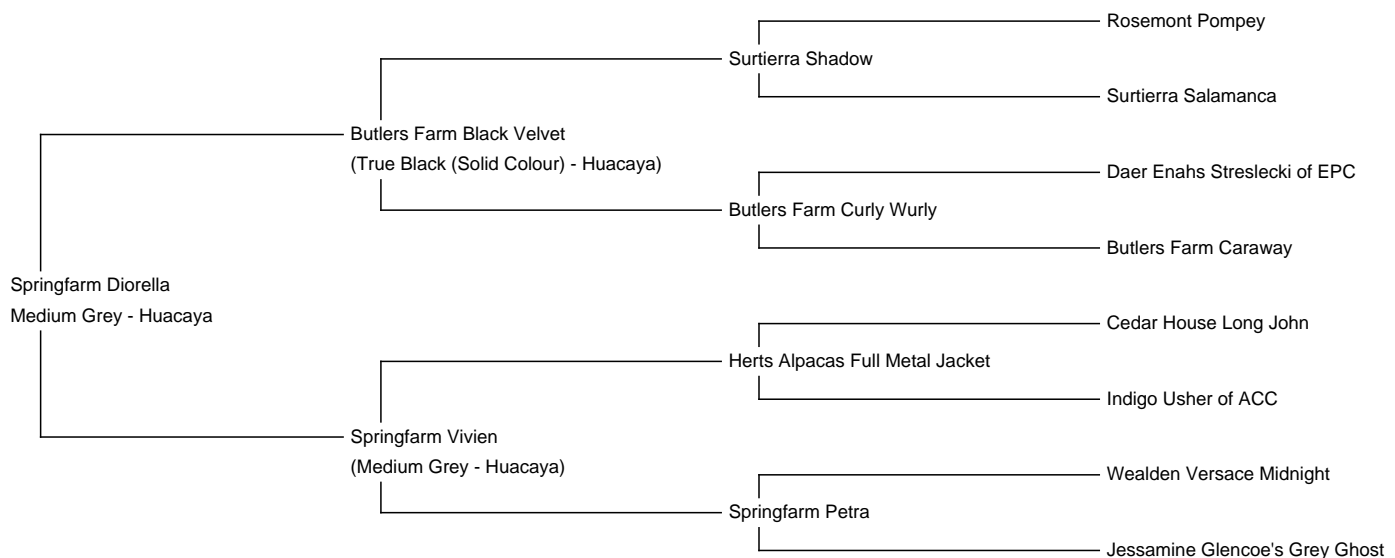 Rosemont Pompey
Surtierra Shadow
Surtierra Salamanca
Butlers Farm Black Velvet
(True Black (Solid Colour) - Huacaya)
Daer Enahs Streslecki of EPC
Butlers Farm Curly Wurly
Butlers Farm Caraway
Springfarm Diorella
Medium Grey - Huacaya
Cedar House Long John
Herts Alpacas Full Metal Jacket
Indigo Usher of ACC
Springfarm Vivien
(Medium Grey - Huacaya)
Wealden Versace Midnight
Springfarm Petra
Jessamine Glencoe's Grey Ghost